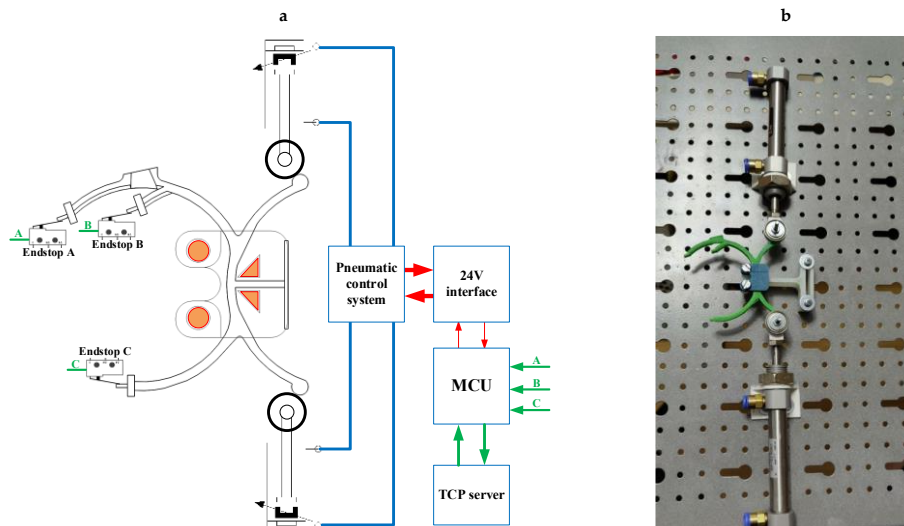 a
b
A
Endstop A
B
Endstop B
Pneumatic
control
system
24V
interface
Endstop C
C
MCU
A
B
C
TCP server